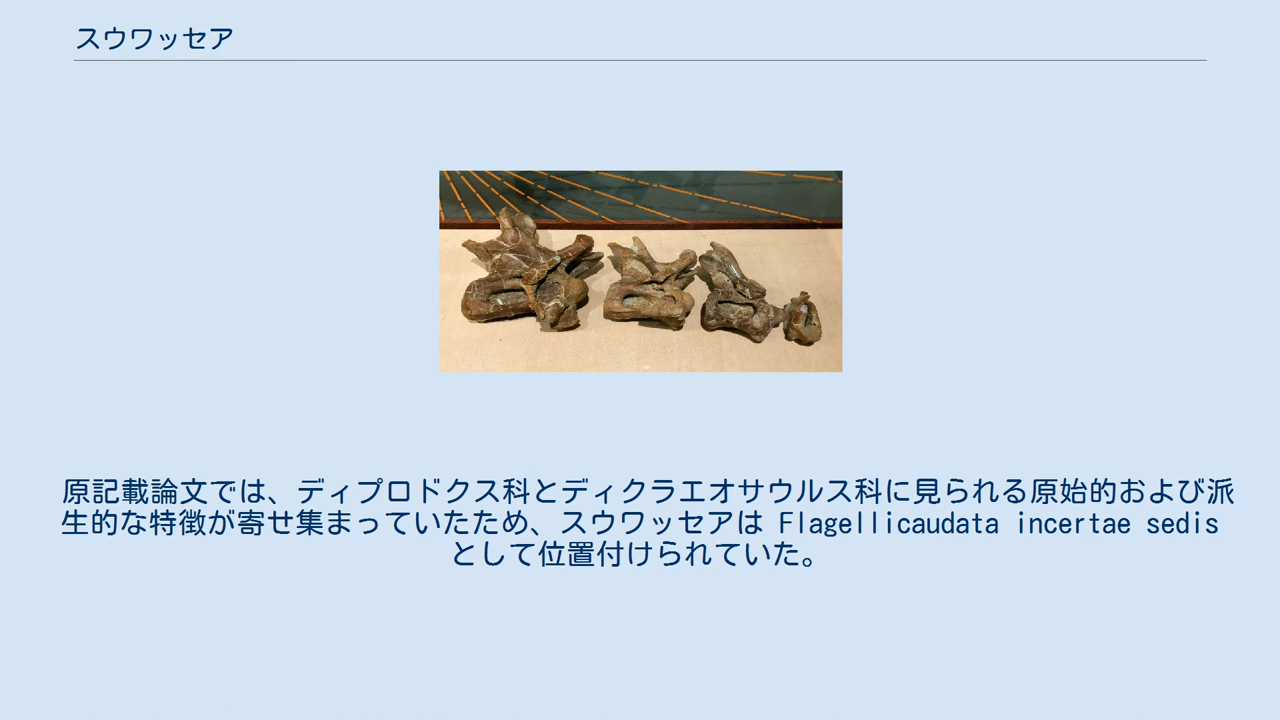 スウワッセア
原記載論文では、ディプロドクス科とディクラエオサウルス科に見られる原始的および派
生的な特徴が寄せ集まっていたため、スウワッセアは Flagellicaudata incertae sedis
として位置付けられていた。